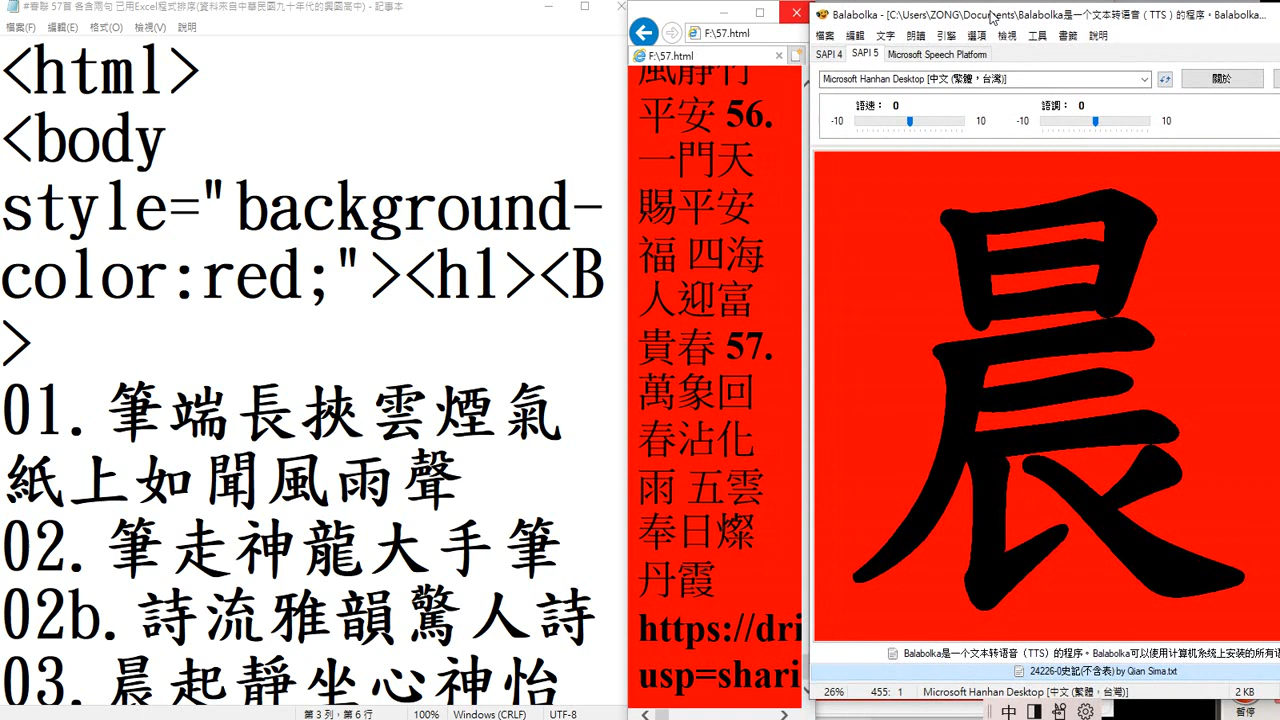 #春聯 57首 各含兩句 已用Excel程式排序(資料來自中華民國九十年代的興國高中) - 記事本
檔案(F) 編輯(E) 格式(O) 檢視(V) 說明
<html>
<body
style="background-
color:red;"><h1><B
>
01.筆端長挾雲煙氣
紙上如聞風雨聲
02.筆走神龍大手筆
02b.詩流雅韻驚人詩
03.晨起靜坐心神怡
第 3 列，第 6 行 100% Windows (CRLF) UTF-8
F:\57.html
F:\57.html
風靜竹
平安 56.
一門天
賜平安
福 四海
人迎富
貴春 57.
萬象回
春沾化
雨 五雲
奉日燦
丹霞
https://dri
usp=shari
Balabolka - [C:\Users\ZONG\Documents\Balabolka是一个文本转语音（TTS）的程序。Balabolka...
檔案 編輯 文字 朗讀 引擎 選項 檢視 工具 書籤 說明
SAPI 4 SAPI 5 Microsoft Speech Platform
Microsoft Hanhan Desktop [中文 (繁體，台灣)]
關於
語速： 0 語調： 0
-10 10 -10 10
晨
Balabolka是一个文本转语音（TTS）的程序。Balabolka可以使用计算机系统上安装的所有语
24226-0史記(不含表) by Qian Sima.txt
26% 455: 1 Microsoft Hanhan Desktop [中文 (繁體，台灣)] 2 KB
中
暫停